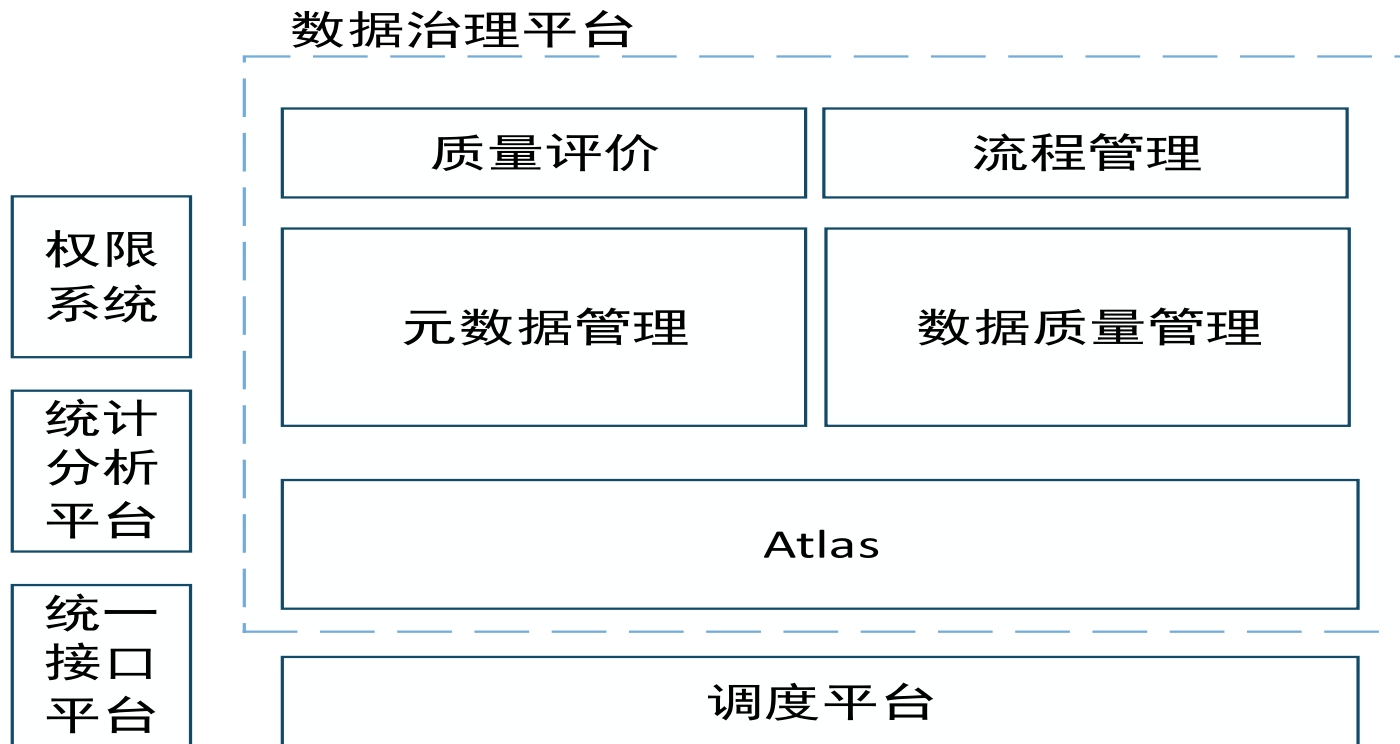 数据治理平台
质量评价
流程管理
权限
系统
元数据管理
数据质量管理
统计
分析
平台
Atlas
统一
接口
平台
调度平台